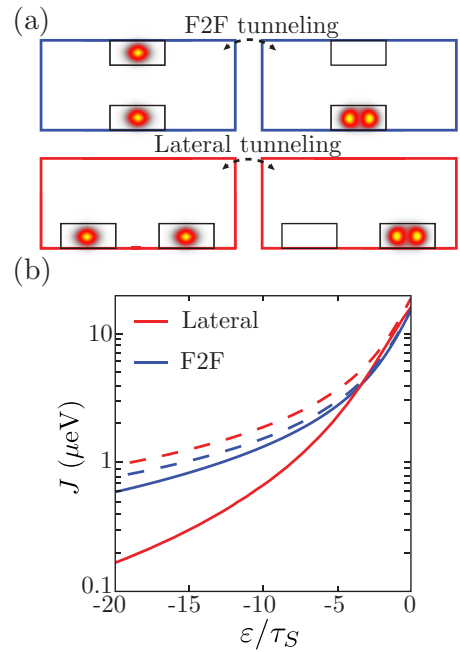 (a)
F2F tunneling
Lateral tunneling
(b)
Lateral
F2F
J (μeV)
10
1
0.1
-20 -15 -10 -5 0
ε/τS